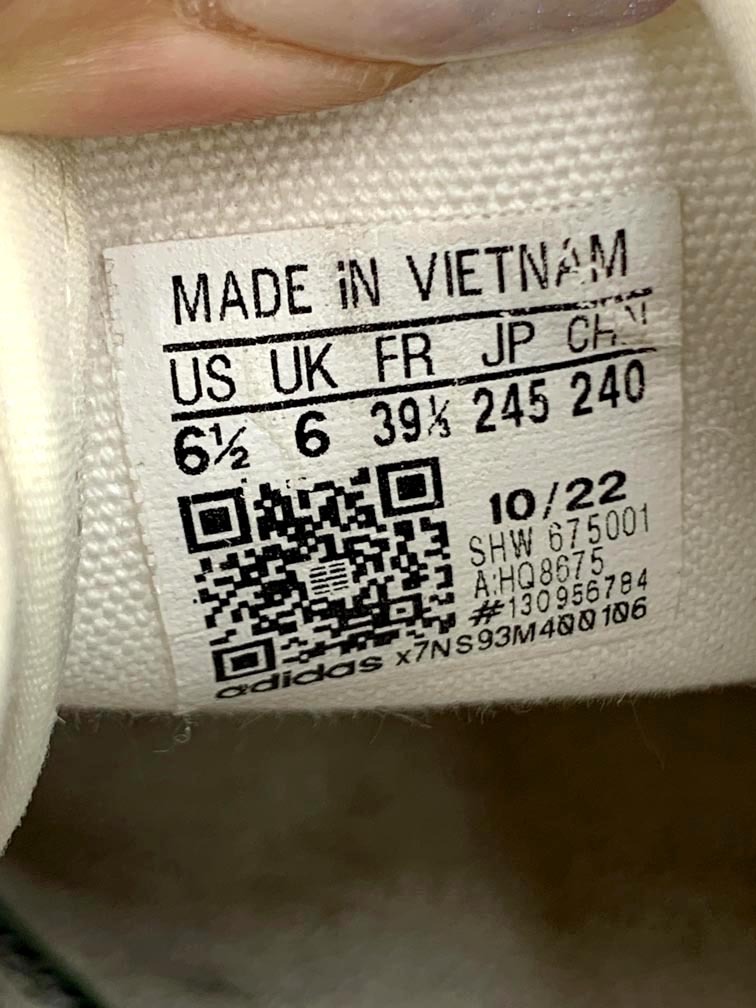 MADE iN VIETNAM
US UK FR JP CHN
6½ 6 39⅓ 245 240
10/22
SHW 675001
A:HQ8675
#130956784
adidas x7NS93M400106